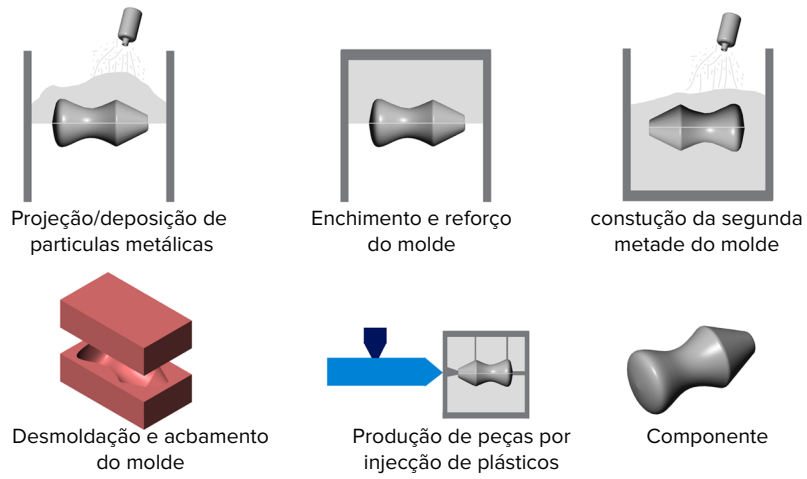 Projeção/deposição de
particulas metálicas
Enchimento e reforço
do molde
constução da segunda
metade do molde
Desmoldação e acbamento
do molde
Produção de peças por
injecção de plásticos
Componente